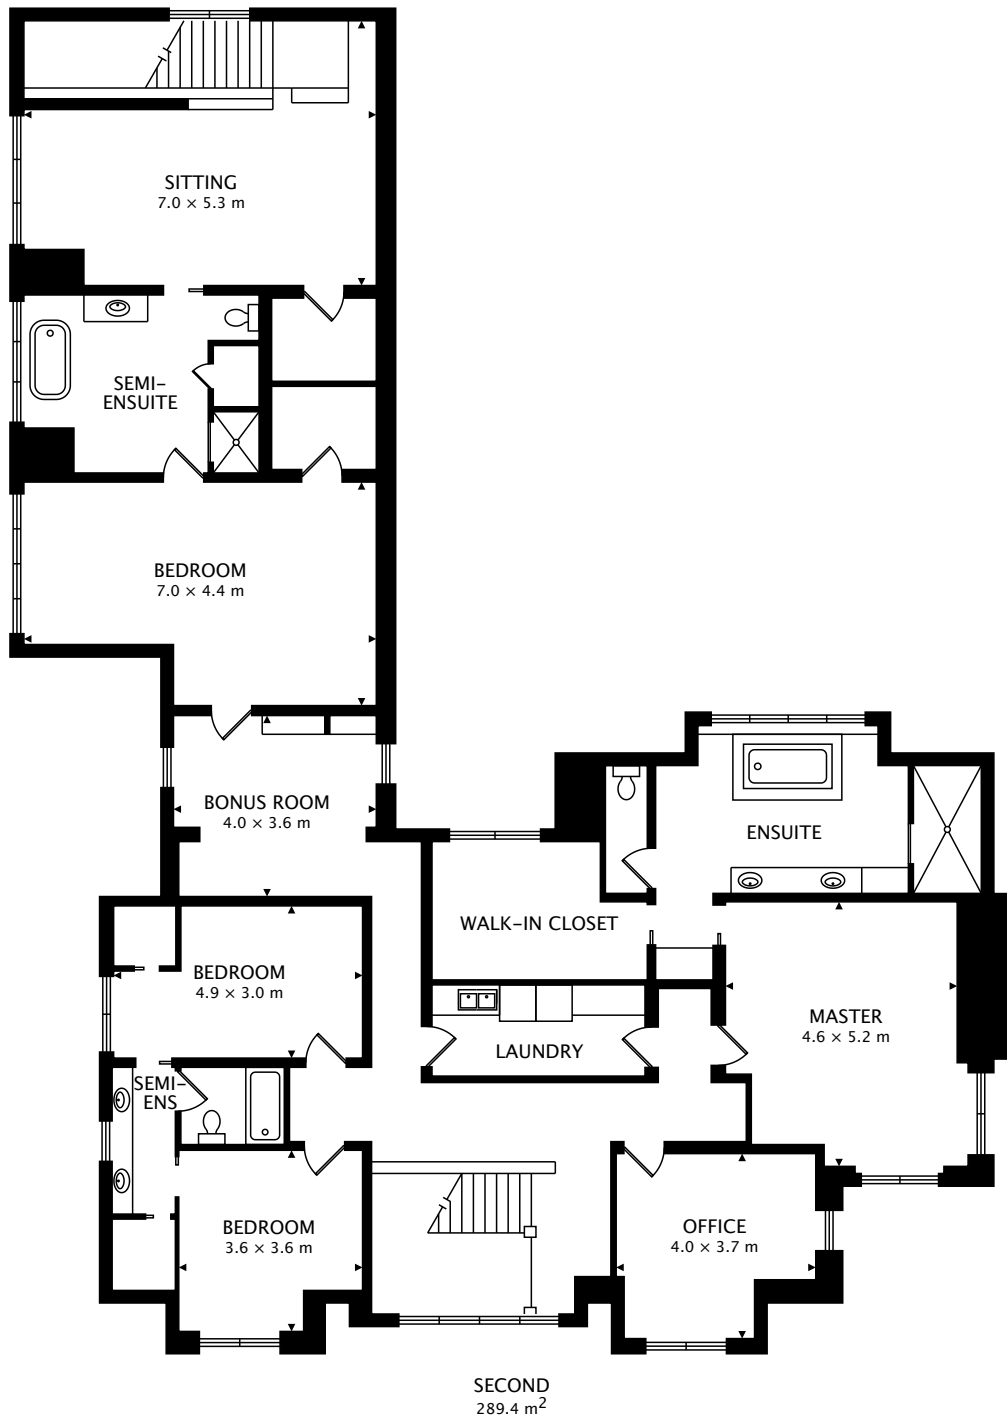 SITTING
7.0 × 5.3 m
SEMI-
ENSUITE
BEDROOM
7.0 × 4.4 m
BONUS ROOM
4.0 × 3.6 m
ENSUITE
WALK-IN CLOSET
BEDROOM
4.9 × 3.0 m
MASTER
4.6 × 5.2 m
LAUNDRY
SEMI-
ENS
BEDROOM
3.6 × 3.6 m
OFFICE
4.0 × 3.7 m
SECOND
289.4 m²